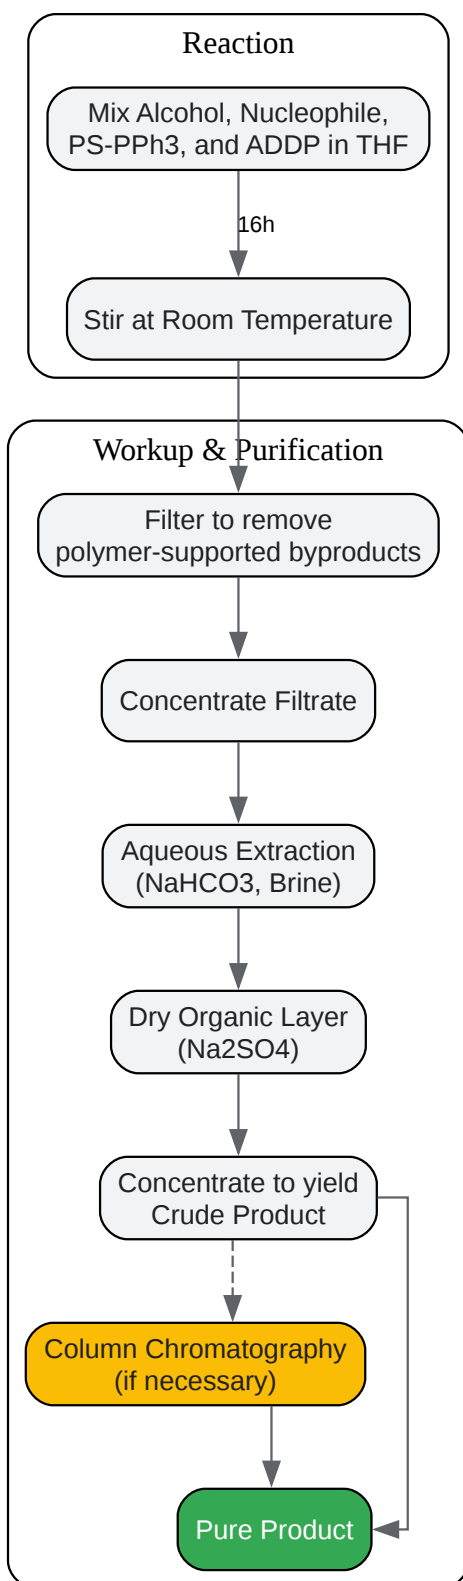 Reaction
Mix Alcohol, Nucleophile,
PS-PPh3, and ADDP in THF
16h
Stir at Room Temperature
Workup & Purification
Filter to remove
polymer-supported byproducts
Concentrate Filtrate
Aqueous Extraction
(NaHCO3, Brine)
Dry Organic Layer
(Na2SO4)
Concentrate to yield
Crude Product
Column Chromatography
(if necessary)
Pure Product